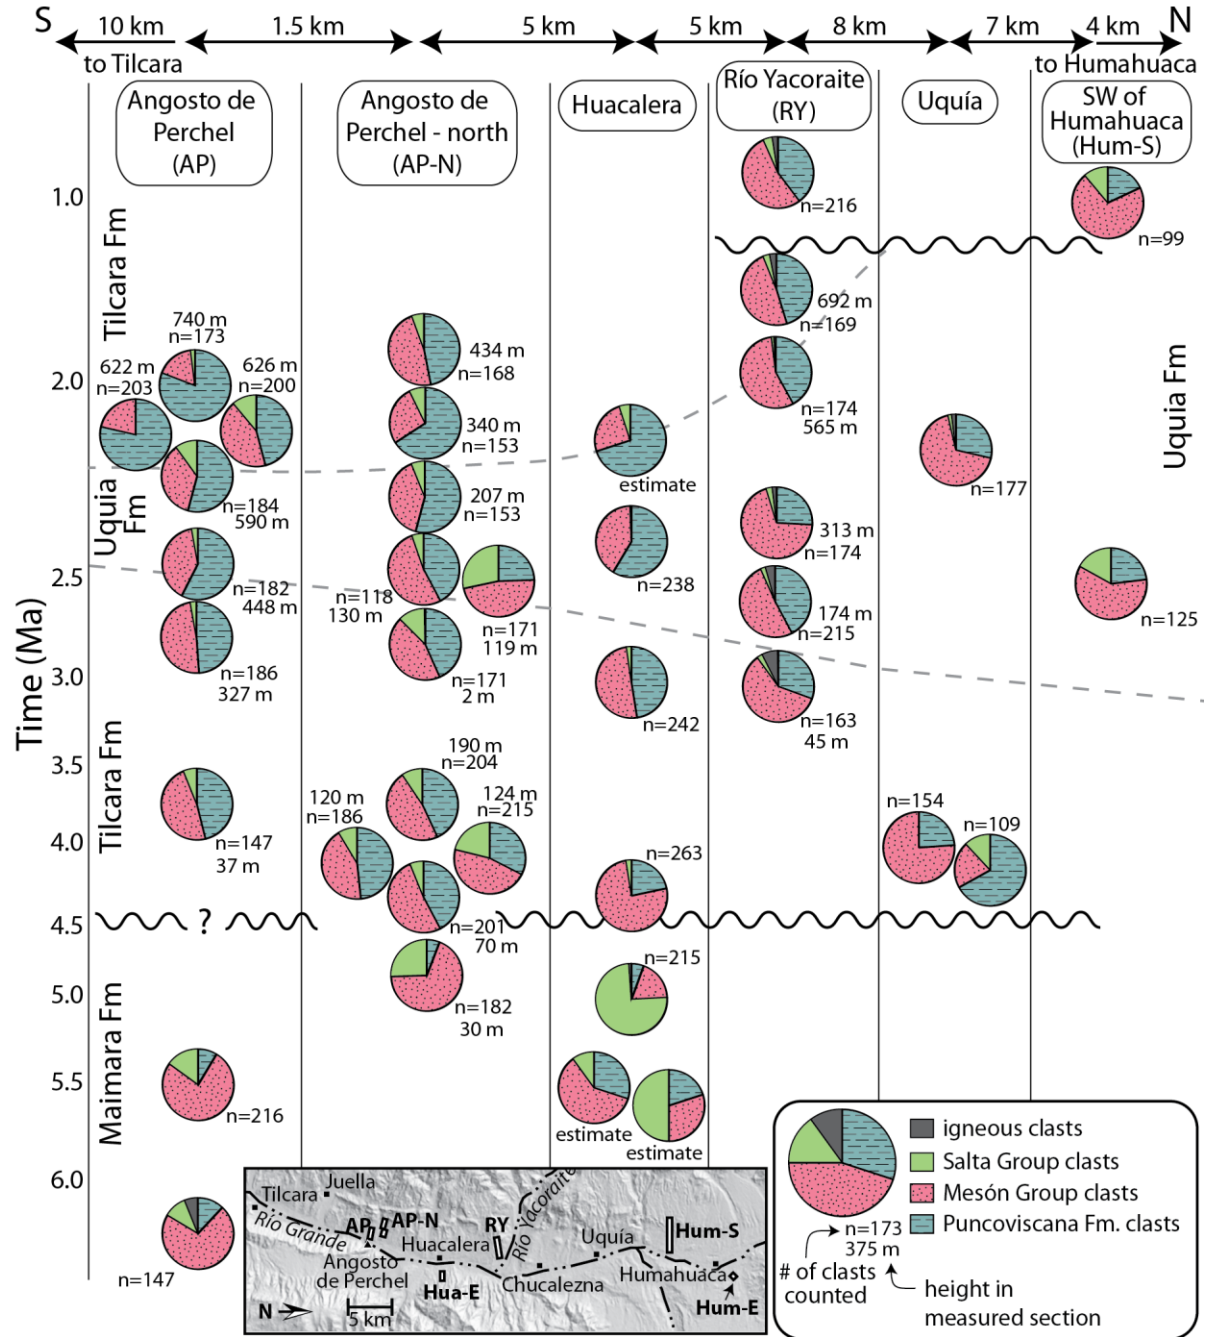 S
10 km
1.5 km
5 km
5 km
8 km
7 km
4 km
N
to Tilcara
to Humahuaca
Angosto de
Perchel
(AP)
Angosto de
Perchel - north
(AP-N)
Huacalera
Río Yacoraite
(RY)
Uquía
SW of
Humahuaca
(Hum-S)
Time (Ma)
1.0
2.0
2.5
3.0
3.5
4.0
4.5
5.0
5.5
6.0
Tilcara Fm
Uquia
Fm
Tilcara Fm
Maimara Fm
Uquia Fm
740 m
n=173
622 m
n=203
626 m
n=200
n=184
590 m
n=182
448 m
n=186
327 m
n=147
37 m
?
n=216
n=147
434 m
n=168
340 m
n=153
207 m
n=153
n=118
130 m
n=171
119 m
n=171
2 m
190 m
n=204
120 m
n=186
124 m
n=215
n=201
70 m
n=182
30 m
estimate
n=238
n=242
n=263
n=215
estimate
estimate
n=216
692 m
n=169
n=174
565 m
313 m
n=174
174 m
n=215
n=163
45 m
n=177
n=154
n=109
n=99
n=125
igneous clasts
Salta Group clasts
Mesón Group clasts
Puncoviscana Fm. clasts
n=173
375 m
# of clasts
counted
height in
measured section
Juella
Tilcara
Río Grande
AP
AP-N
Angosto
de Perchel
Huacalera
Hua-E
RY
Río Yacoraite
Chucalezna
Uquía
Hum-S
Humahuaca
Hum-E
N
5 km